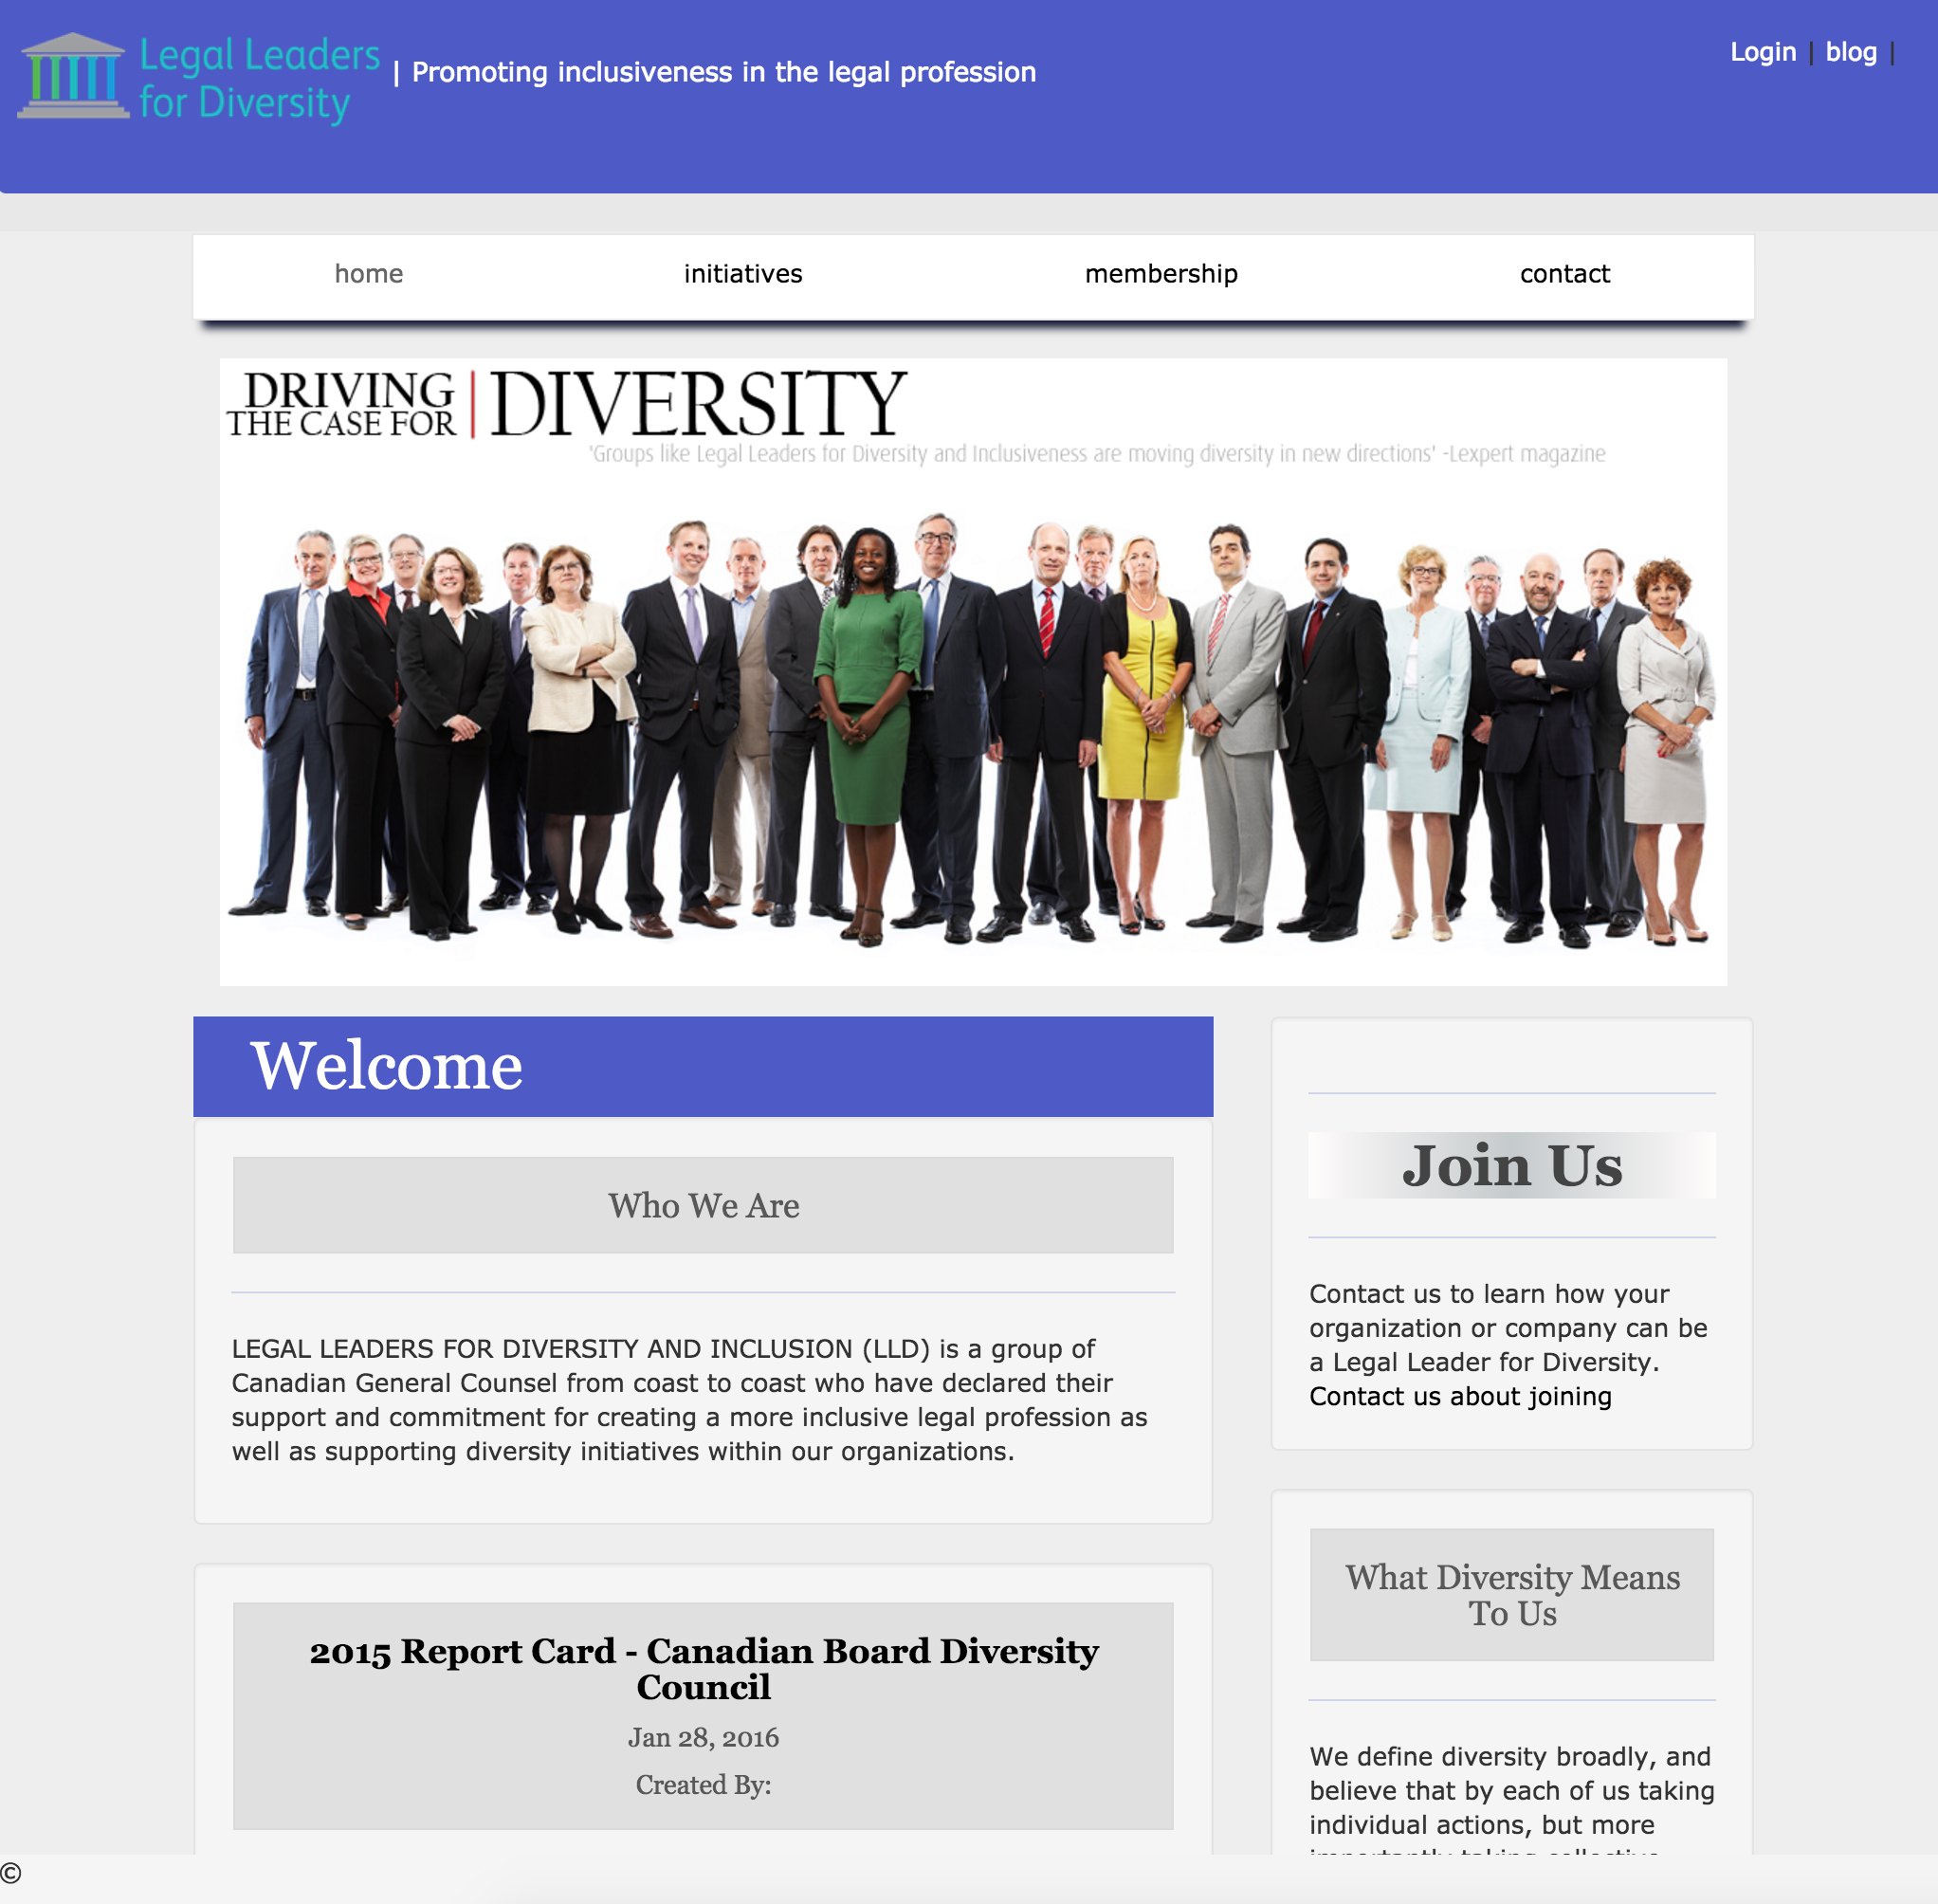 Legal Leaders
for Diversity
| Promoting inclusiveness in the legal profession
Login | blog |
home initiatives membership contact
DRIVING
THE CASE FOR
DIVERSITY
'Groups like Legal Leaders for Diversity and Inclusiveness are moving diversity in new directions' -Lexpert magazine
Welcome
Who We Are
LEGAL LEADERS FOR DIVERSITY AND INCLUSION (LLD) is a group of
Canadian General Counsel from coast to coast who have declared their
support and commitment for creating a more inclusive legal profession as
well as supporting diversity initiatives within our organizations.
2015 Report Card - Canadian Board Diversity
Council
Jan 28, 2016
Created By:
Join Us
Contact us to learn how your
organization or company can be
a Legal Leader for Diversity.
Contact us about joining
What Diversity Means
To Us
We define diversity broadly, and
believe that by each of us taking
individual actions, but more
©